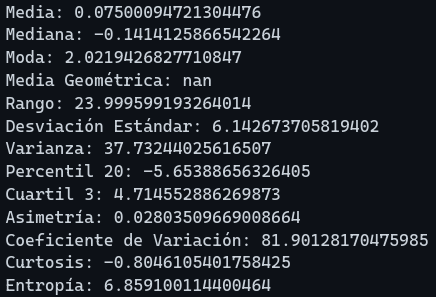 Media: 0.07500094721304476
Mediana: -0.1414125866542264
Moda: 2.0219426827710847
Media Geométrica: nan
Rango: 23.999599193264014
Desviación Estándar: 6.142673705819402
Varianza: 37.73244025616507
Percentil 20: -5.65388656326405
Cuartil 3: 4.714552886269873
Asimetría: 0.02803509669008664
Coeficiente de Variación: 81.90128170475985
Curtosis: -0.8046105401758425
Entropía: 6.859100114400464